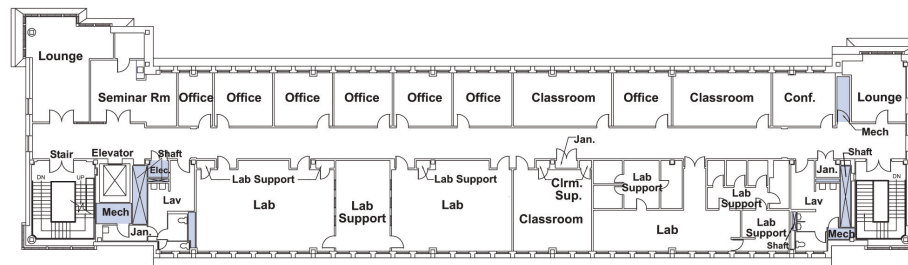 Lounge
Seminar Rm
Office
Office
Office
Office
Office
Office
Classroom
Office
Classroom
Conf.
Lounge
Mech
Stair
Elevator
Shaft
Elec.
Jan.
Shaft
DN
UP
Mech
Lav
Jan.
Lab Support
Lab
Lab
Support
Lab Support
Lab
Clrm.
Sup.
Classroom
Lab
Support
Lab
Support
Lab
Lab
Support
Shaft
Jan.
Lav
Mech
DN